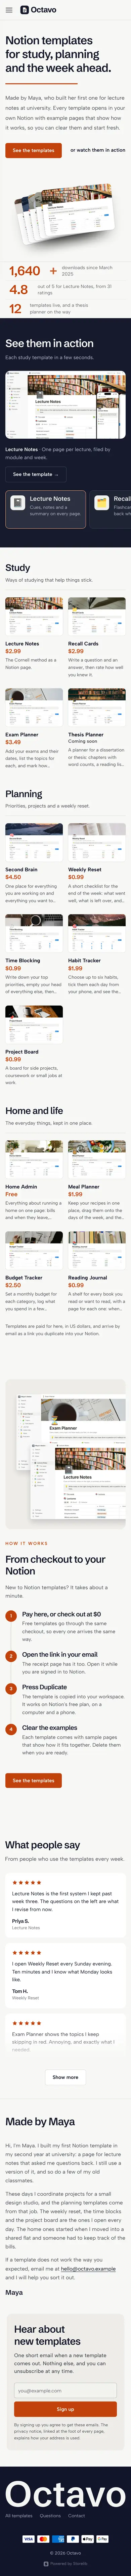 Octavo
Notion templates
for study, planning
and the week ahead.
Made by Maya, who built her first one for lecture
notes at university. Every template opens in your
own Notion with example pages that show how
it works, so you can clear them and start fresh.
See the templates
or watch them in action
1,640 + downloads since March
2025
4.8 out of 5 for Lecture Notes, from 31
ratings
12 templates live, and a thesis
planner on the way
See them in action
Each study template in a few seconds.
Lecture Notes · One page per lecture, filed by
module and week.
See the template →
Lecture Notes
Cues, notes and a
summary on every page.
Recall
Study
Ways of studying that help things stick.
Lecture Notes
$2.99
The Cornell method as a
Notion page.
Recall Cards
$2.99
Write a question and an
answer, then rate how well
you knew it.
Exam Planner
$3.49
Add your exams and their
dates, list the topics for
each, and mark how…
Thesis Planner
Coming soon
A planner for a dissertation
or thesis: chapters with
word counts, a reading lis…
Planning
Priorities, projects and a weekly reset.
Second Brain
$4.50
One place for everything
you are working on and
everything you want to…
Weekly Reset
$0.99
A short checklist for the
end of the week: what went
well, what is left over, and…
Time Blocking
$0.99
Write down your top
priorities, empty your head
of everything else, then…
Habit Tracker
$1.99
Choose up to six habits,
tick them each day from
your phone, and see the…
Project Board
$0.99
A board for side projects,
coursework or small jobs at
work.
Home and life
The everyday things, kept in one place.
Home Admin
Free
Everything about running a
home on one page: bills
and when they leave,…
Meal Planner
$1.99
Keep your recipes in one
place, drag them onto the
days of the week, and the…
Budget Tracker
$2.50
Set a monthly budget for
each category, log what
you spend in a few…
Reading Journal
$0.99
A shelf for every book you
read or want to read, with a
page for each one: when…
Templates are paid for here, in US dollars, and arrive by
email as a link you duplicate into your Notion.
Exam Planner
Lecture Notes
HOW IT WORKS
From checkout to your
Notion
New to Notion templates? It takes about a
minute.
1 Pay here, or check out at $0
Free templates go through the same
checkout, so every one arrives the same
way.
2 Open the link in your email
The receipt page has it too. Open it while
you are signed in to Notion.
3 Press Duplicate
The template is copied into your workspace.
It works on Notion's free plan, on a
computer and a phone.
4 Clear the examples
Each template comes with sample pages
that show how it fits together. Delete them
when you are ready.
See the templates
What people say
From people who use the templates every week.
Lecture Notes is the first system I kept past
week three. The questions on the left are what
I revise from now.
Priya S.
Lecture Notes
I open Weekly Reset every Sunday evening.
Ten minutes and I know what Monday looks
like.
Tom H.
Weekly Reset
Exam Planner shows the topics I keep
skipping in red. Annoying, and exactly what I
needed.
Show more
Made by Maya
Hi, I'm Maya. I built my first Notion template in
my second year at university: a page for lecture
notes that asked me questions back. I still use a
version of it, and so do a few of my old
classmates.
These days I coordinate projects for a small
design studio, and the planning templates come
from that job. The weekly reset, the time blocks
and the project board are the ones I open every
day. The home ones started when I moved into a
shared flat and someone had to keep track of the
bills.
If a template does not work the way you
expected, email me at hello@octavo.example
and I will help you sort it out.
Maya
Hear about
new templates
One short email when a new template
comes out. Nothing else, and you can
unsubscribe at any time.
you@example.com
Sign up
By signing up you agree to get these emails. The
privacy notice, linked at the foot of every page,
explains how your address is used.
Octavo
All templates
Questions
Contact
© 2026 Octavo